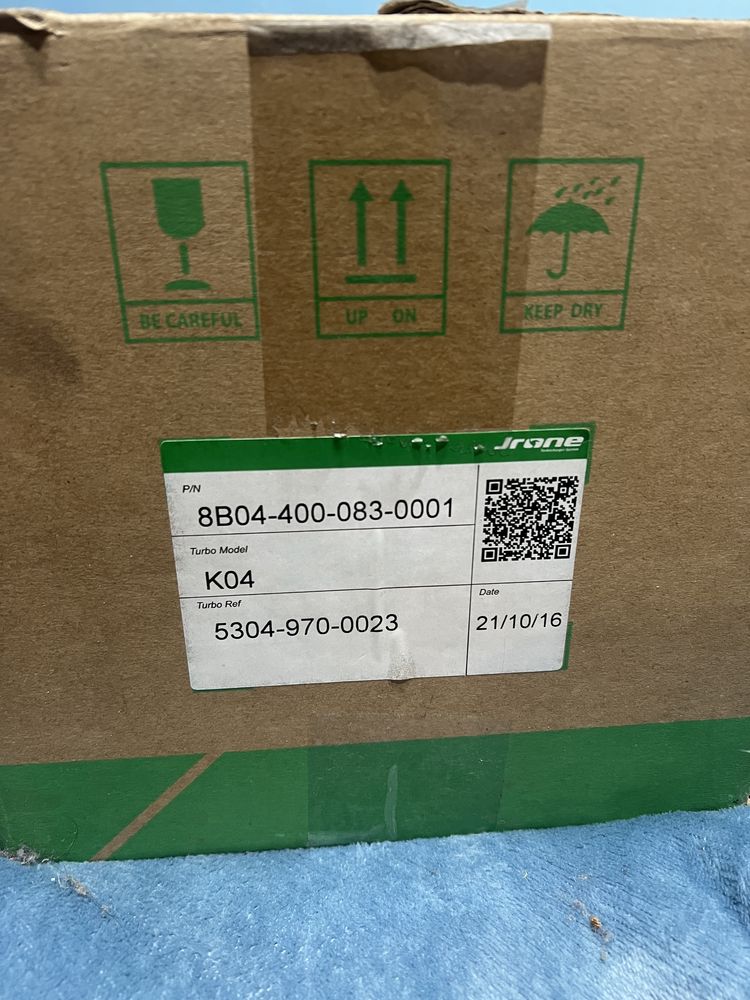 BE CAREFUL
UP ON
KEEP DRY
Jrone
P/N
8B04-400-083-0001
Turbo Model
K04
Turbo Ref
5304-970-0023
Date
21/10/16